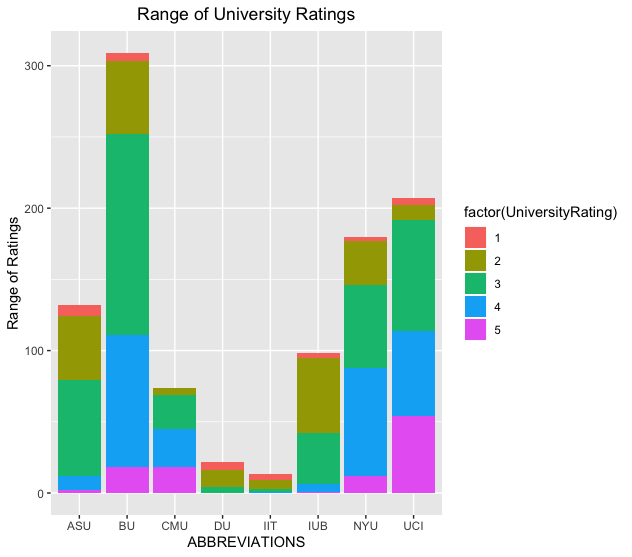 Range of University Ratings
300
200
100
0
Range of Ratings
ASU BU CMU DU IIT IUB NYU UCI
ABBREVIATIONS
factor(UniversityRating)
1
2
3
4
5